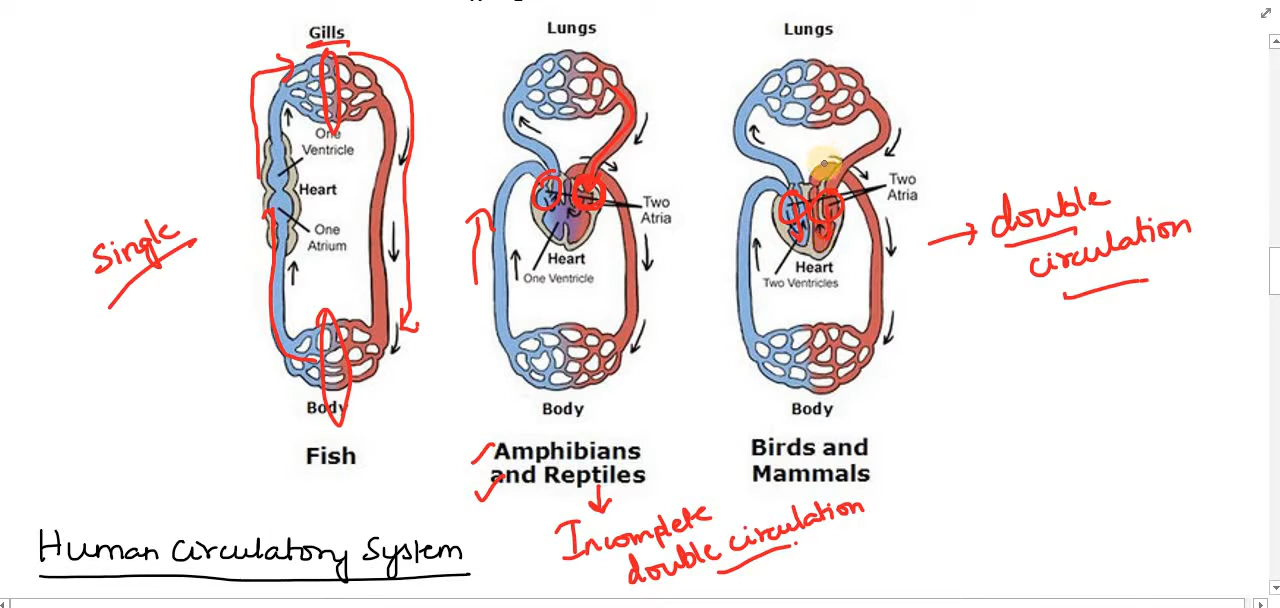 Gills
Lungs
Lungs
One
Ventricle
Heart
One
Atrium
Two
Atria
Heart
One Ventricle
Two
Atria
Heart
Two Ventricles
Single
double
circulation
Body
Body
Body
Fish
Amphibians
and Reptiles
Birds and
Mammals
Incomplete
double circulation
Human Circulatory System